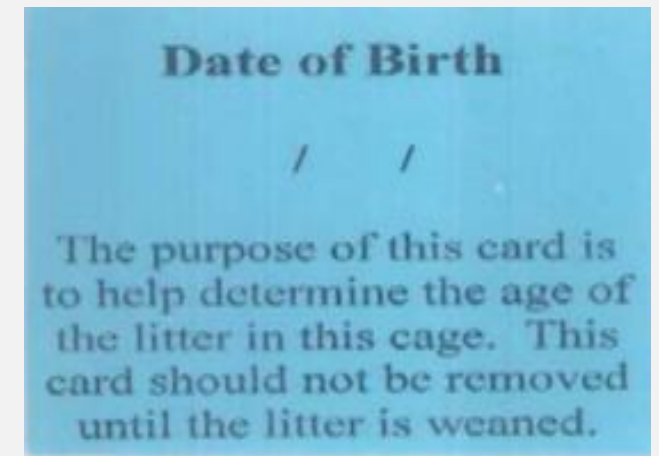 Date of Birth
/ /
The purpose of this card is
to help determine the age of
the litter in this cage. This
card should not be removed
until the litter is weaned.